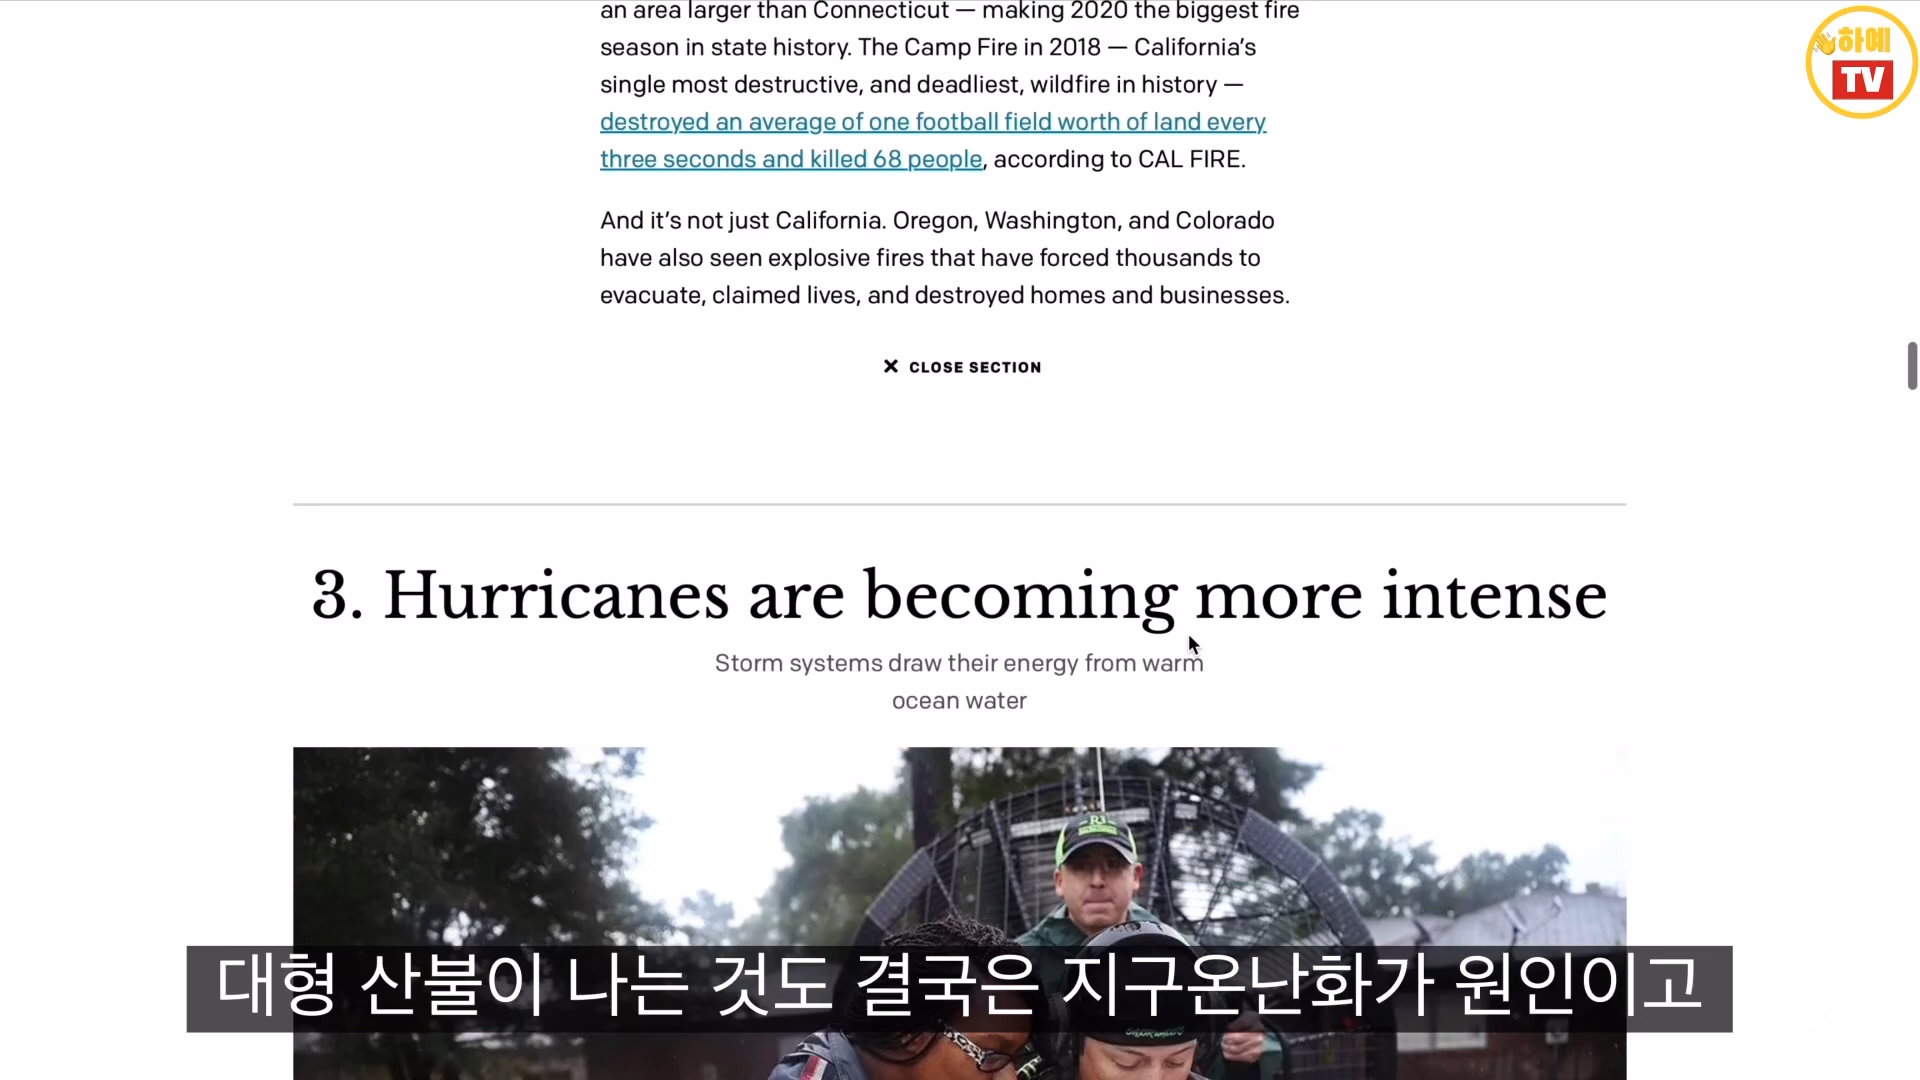 an area larger than Connecticut — making 2020 the biggest fire
season in state history. The Camp Fire in 2018 — California's
single most destructive, and deadliest, wildfire in history —
destroyed an average of one football field worth of land every
three seconds and killed 68 people, according to CAL FIRE.
And it's not just California. Oregon, Washington, and Colorado
have also seen explosive fires that have forced thousands to
evacuate, claimed lives, and destroyed homes and businesses.
✕ CLOSE SECTION
3. Hurricanes are becoming more intense
Storm systems draw their energy from warm
ocean water
대형 산불이 나는 것도 결국은 지구온난화가 원인이고
하예
TV